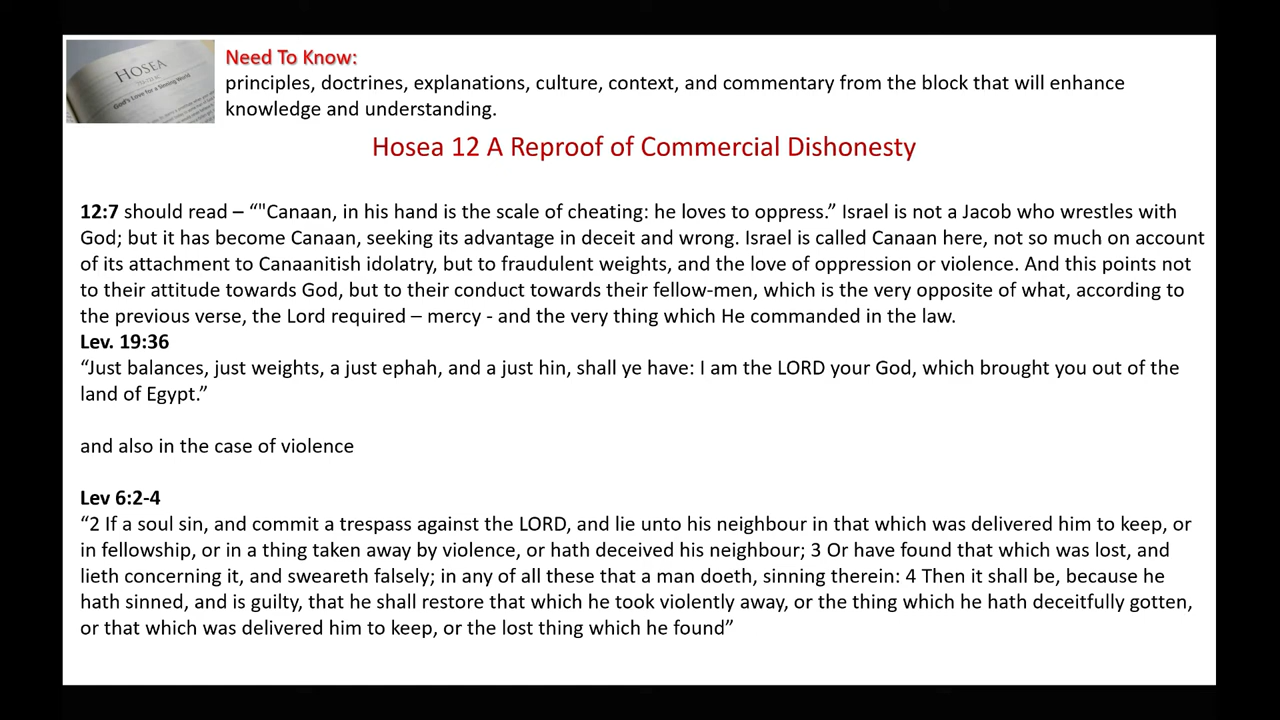 HOSEA
God's Love for a Sinning World
Need To Know:
principles, doctrines, explanations, culture, context, and commentary from the block that will enhance
knowledge and understanding.
Hosea 12 A Reproof of Commercial Dishonesty
12:7 should read – “"Canaan, in his hand is the scale of cheating: he loves to oppress.” Israel is not a Jacob who wrestles with
God; but it has become Canaan, seeking its advantage in deceit and wrong. Israel is called Canaan here, not so much on account
of its attachment to Canaanitish idolatry, but to fraudulent weights, and the love of oppression or violence. And this points not
to their attitude towards God, but to their conduct towards their fellow-men, which is the very opposite of what, according to
the previous verse, the Lord required – mercy - and the very thing which He commanded in the law.
Lev. 19:36
“Just balances, just weights, a just ephah, and a just hin, shall ye have: I am the LORD your God, which brought you out of the
land of Egypt.”
and also in the case of violence
Lev 6:2-4
“2 If a soul sin, and commit a trespass against the LORD, and lie unto his neighbour in that which was delivered him to keep, or
in fellowship, or in a thing taken away by violence, or hath deceived his neighbour; 3 Or have found that which was lost, and
lieth concerning it, and sweareth falsely; in any of all these that a man doeth, sinning therein: 4 Then it shall be, because he
hath sinned, and is guilty, that he shall restore that which he took violently away, or the thing which he hath deceitfully gotten,
or that which was delivered him to keep, or the lost thing which he found”